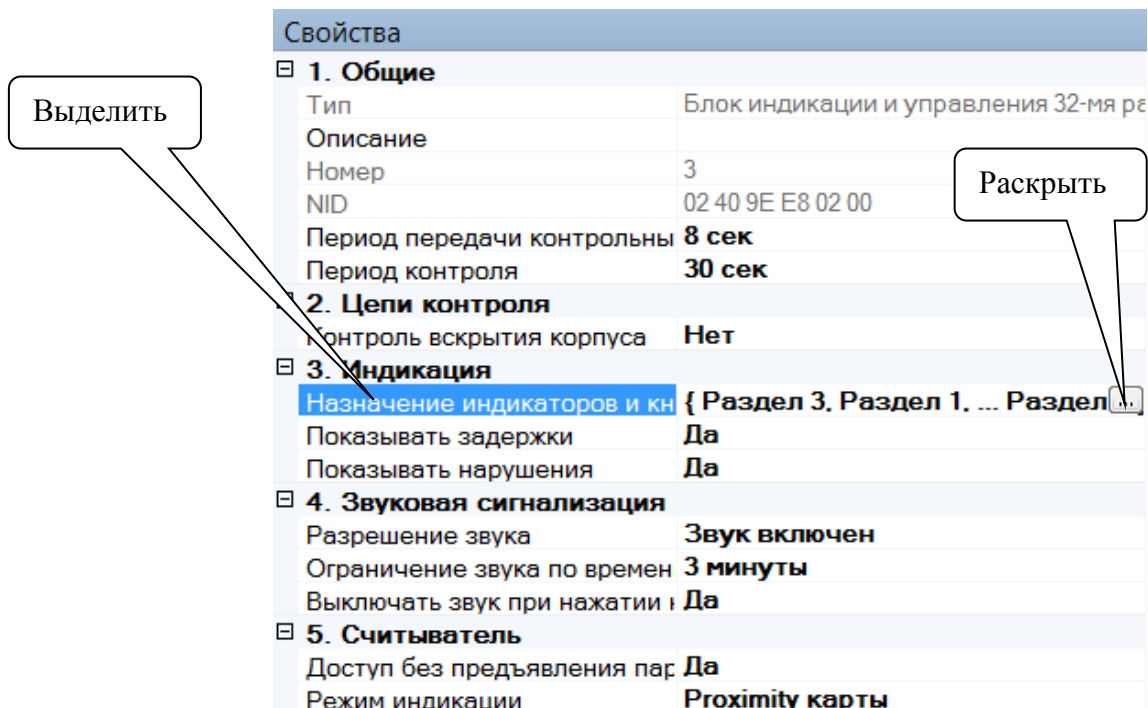 Свойства
1. Общие
Выделить
Тип Блок индикации и управления 32-мя ра
Описание
Номер 3
Раскрыть
NID 02 40 9E E8 02 00
Период передачи контрольны 8 сек
Период контроля 30 сек
2. Цепи контроля
Контроль вскрытия корпуса Нет
3. Индикация
Назначение индикаторов и кн { Раздел 3, Раздел 1, ... Раздел ...
Показывать задержки Да
Показывать нарушения Да
4. Звуковая сигнализация
Разрешение звука Звук включен
Ограничение звука по времен 3 минуты
Выключать звук при нажатии к Да
5. Считыватель
Доступ без предъявления пар Да
Режим индикации Proximity карты